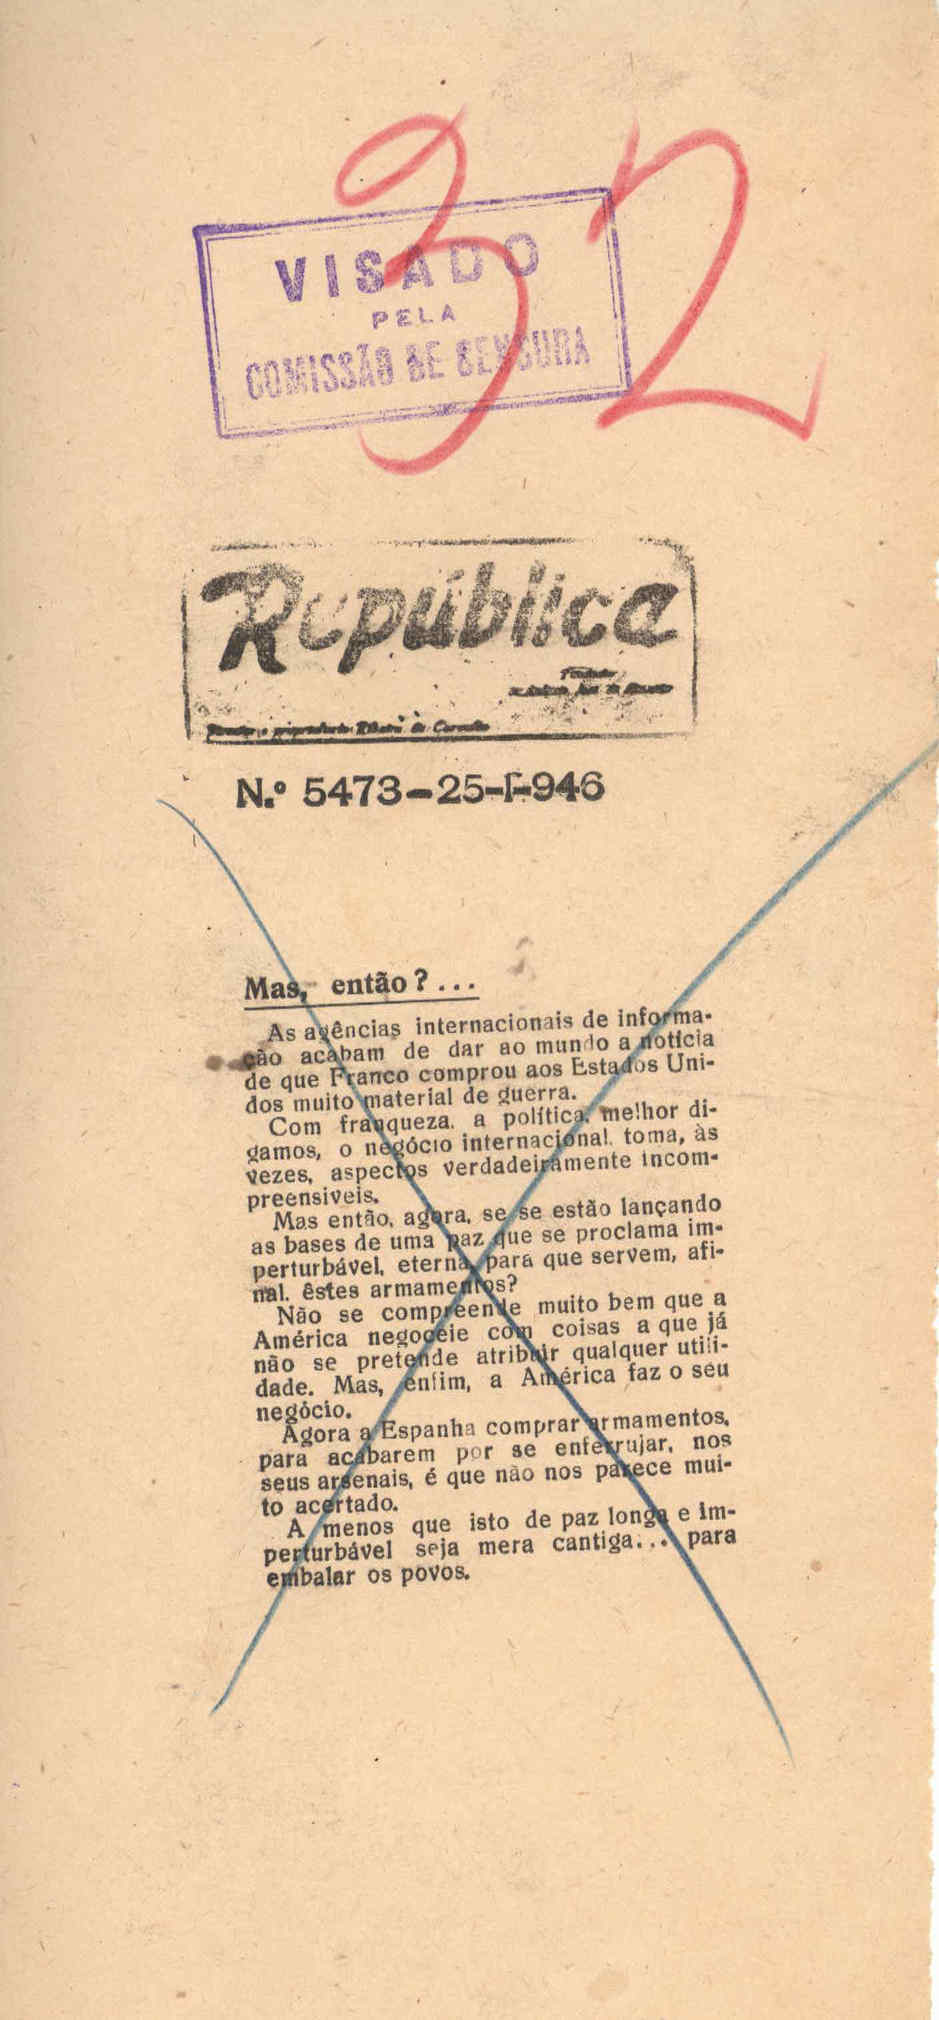 32
VISADO
PELA
COMISSÃO DE CENSURA
República
Director e proprietario Ribeiro de Carvalho
N.º 5473-25-I-946
Mas, então?...
As agências internacionais de informa-
ção acabam de dar ao mundo a notícia
de que Franco comprou aos Estados Uni-
dos muito material de guerra.
Com franqueza, a política, melhor di-
gamos, o negócio internacional, toma, às
vezes, aspectos verdadeiramente incom-
preensiveis.
Mas então, agora, se se estão lançando
as bases de uma paz que se proclama im-
perturbável, eterna, para que servem, afi-
nal, êstes armamentos?
Não se compreende muito bem que a
América negoceie com coisas a que já
não se pretende atribuir qualquer utili-
dade. Mas, enfim, a América faz o seu
negócio.
Agora a Espanha comprar armamentos,
para acabarem por se enferrujar, nos
seus arsenais, é que não nos parece mui-
to acertado.
A menos que isto de paz longa e im-
perturbável seja mera cantiga... para
embalar os povos.